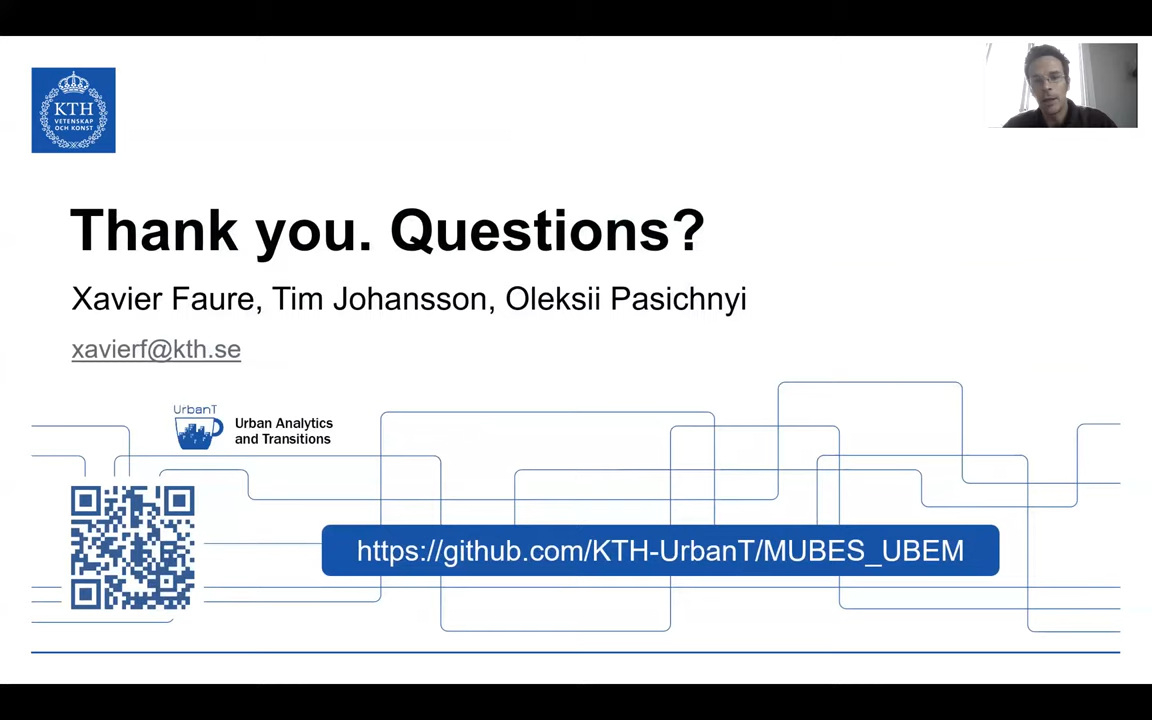 KTH
VETENSKAP
OCH KONST
Thank you. Questions?
Xavier Faure, Tim Johansson, Oleksii Pasichnyi
xavierf@kth.se
UrbanT
Urban Analytics
and Transitions
https://github.com/KTH-UrbanT/MUBES_UBEM